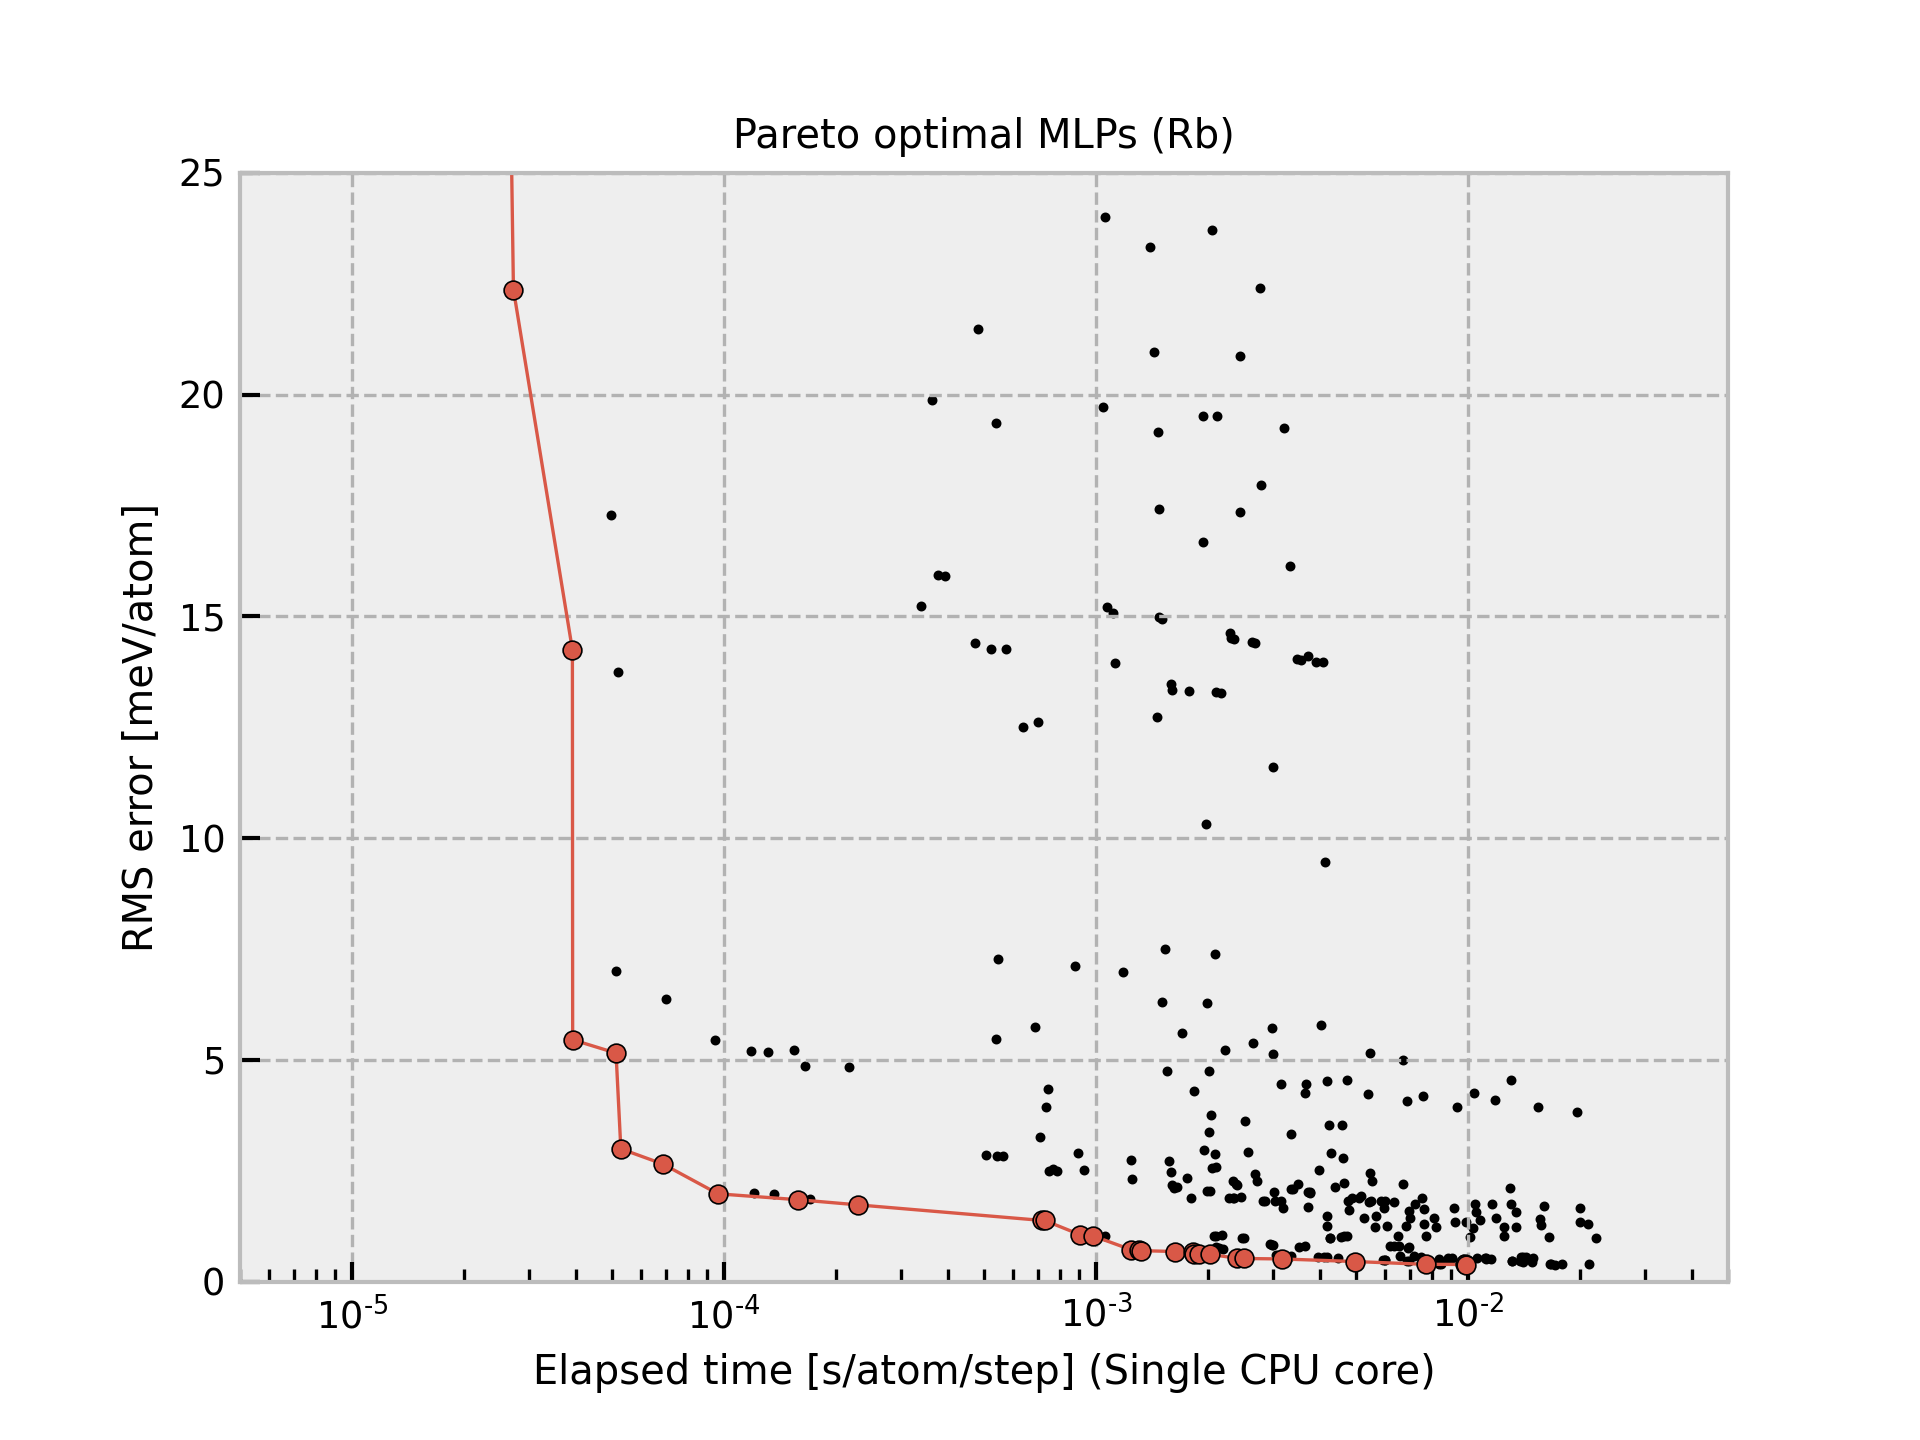 Pareto optimal MLPs (Rb)
25
20
15
10
5
0
RMS error [meV/atom]
10-5 10-4 10-3 10-2
Elapsed time [s/atom/step] (Single CPU core)